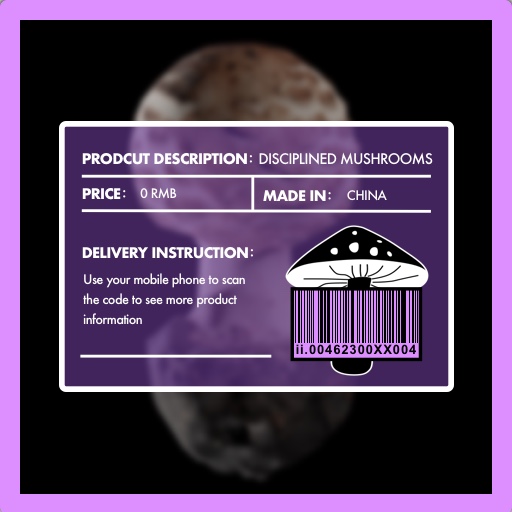 PRODCUT DESCRIPTION: DISCIPLINED MUSHROOMS
PRICE: 0 RMB MADE IN: CHINA
DELIVERY INSTRUCTION:
Use your mobile phone to scan
the code to see more product
information
ii.00462300XX004